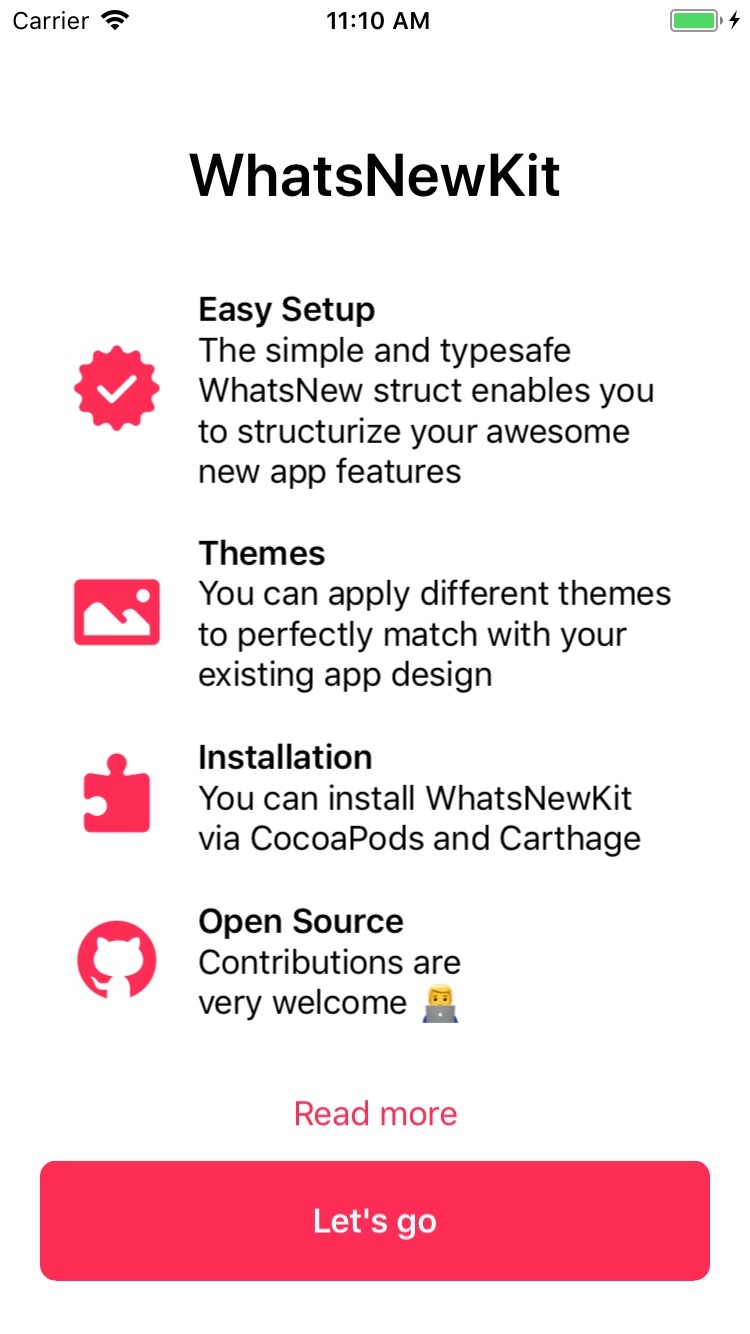 Carrier 11:10 AM
WhatsNewKit
Easy Setup
The simple and typesafe
WhatsNew struct enables you
to structurize your awesome
new app features
Themes
You can apply different themes
to perfectly match with your
existing app design
Installation
You can install WhatsNewKit
via CocoaPods and Carthage
Open Source
Contributions are
very welcome 👨‍💻
Read more
Let's go